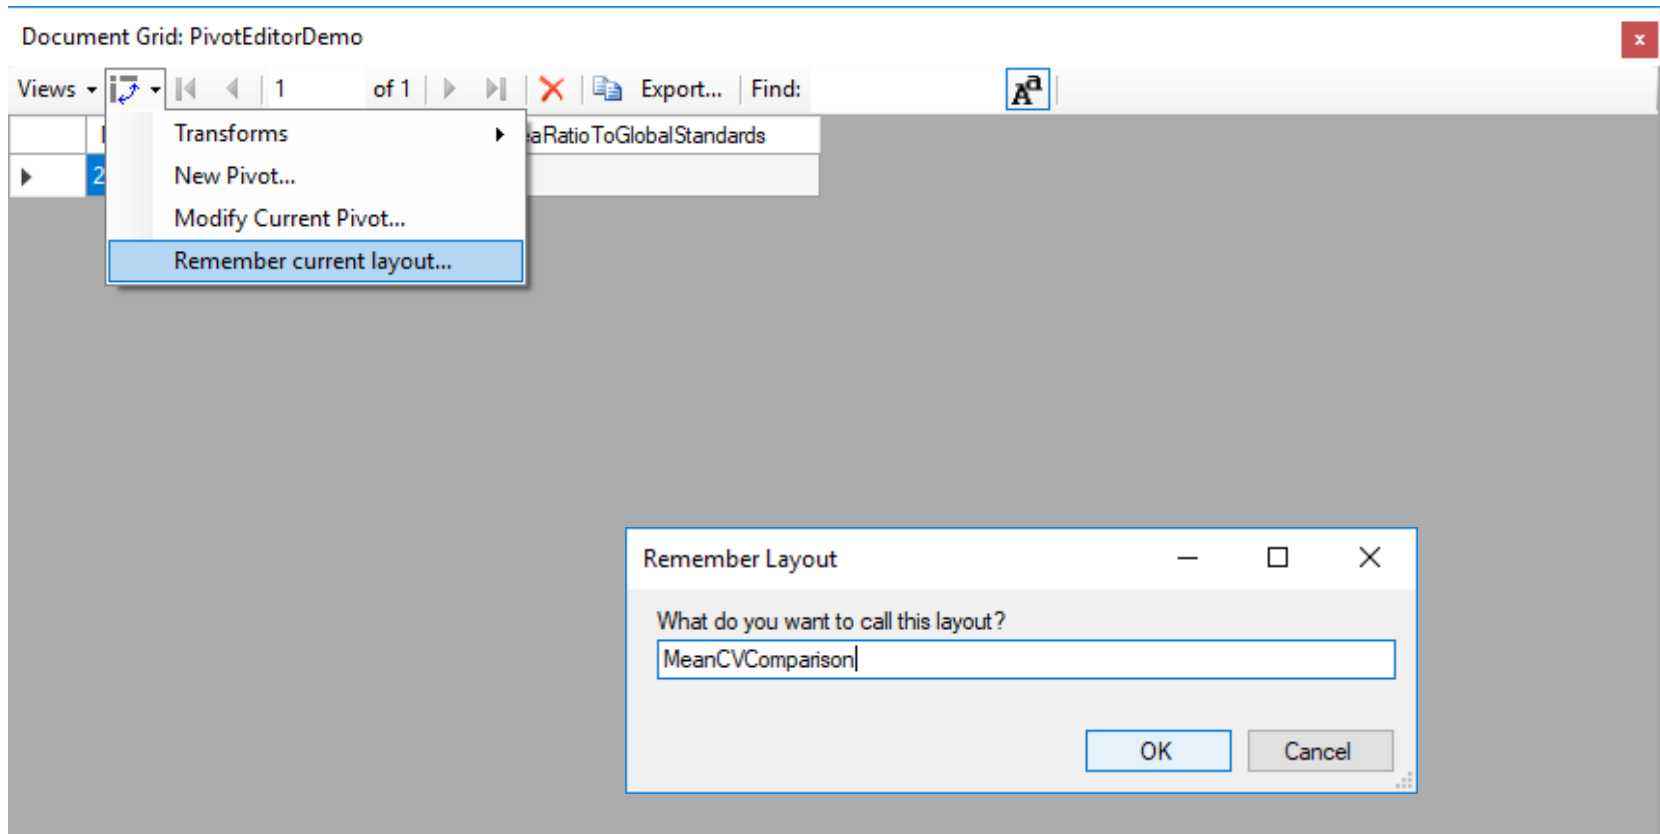 Document Grid: PivotEditorDemo
x
Views 1 of 1 Export... Find: Aa
aRatioToGlobalStandards
2
Transforms
New Pivot...
Modify Current Pivot...
Remember current layout...
Remember Layout
What do you want to call this layout?
MeanCVComparison
OK Cancel